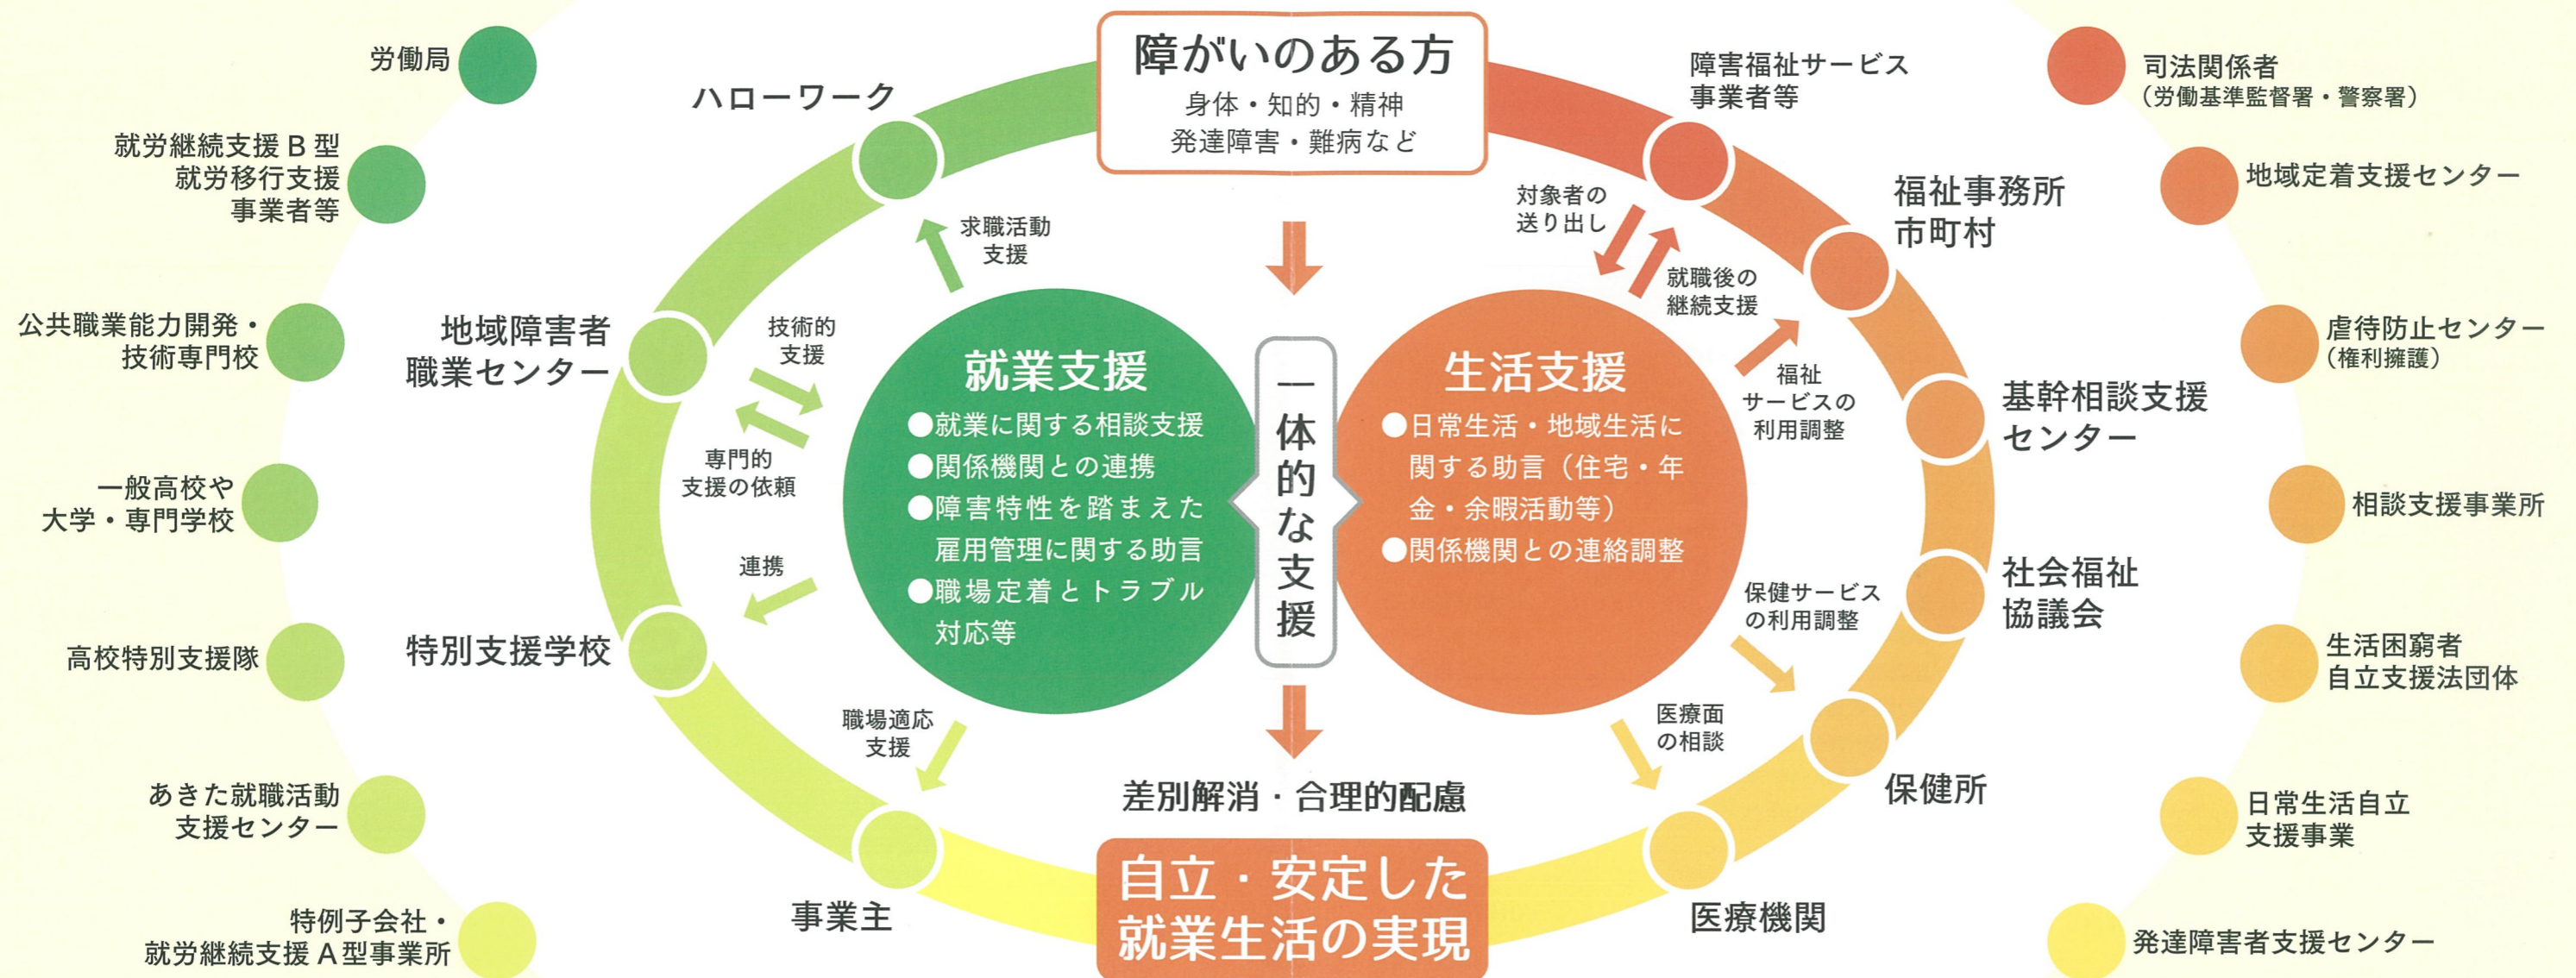 障がいのある方
身体・知的・精神
発達障害・難病など
労働局
就労継続支援 B 型
就労移行支援
事業者等
公共職業能力開発・
技術専門校
一般高校や
大学・専門学校
高校特別支援隊
あきた就職活動
支援センター
特例子会社・
就労継続支援 A 型事業所
ハローワーク
地域障害者
職業センター
特別支援学校
事業主
求職活動
支援
技術的
支援
専門的
支援の依頼
連携
職場適応
支援
就業支援
●就業に関する相談支援
●関係機関との連携
●障害特性を踏まえた
雇用管理に関する助言
●職場定着とトラブル
対応等
一体的な支援
生活支援
●日常生活・地域生活に
関する助言（住宅・年
金・余暇活動等）
●関係機関との連絡調整
対象者の
送り出し
就職後の
継続支援
福祉
サービスの
利用調整
保健サービス
の利用調整
医療面
の相談
障害福祉サービス
事業者等
福祉事務所
市町村
基幹相談支援
センター
社会福祉
協議会
保健所
医療機関
司法関係者
（労働基準監督署・警察署）
地域定着支援センター
虐待防止センター
（権利擁護）
相談支援事業所
生活困窮者
自立支援法団体
日常生活自立
支援事業
発達障害者支援センター
差別解消・合理的配慮
自立・安定した
就業生活の実現